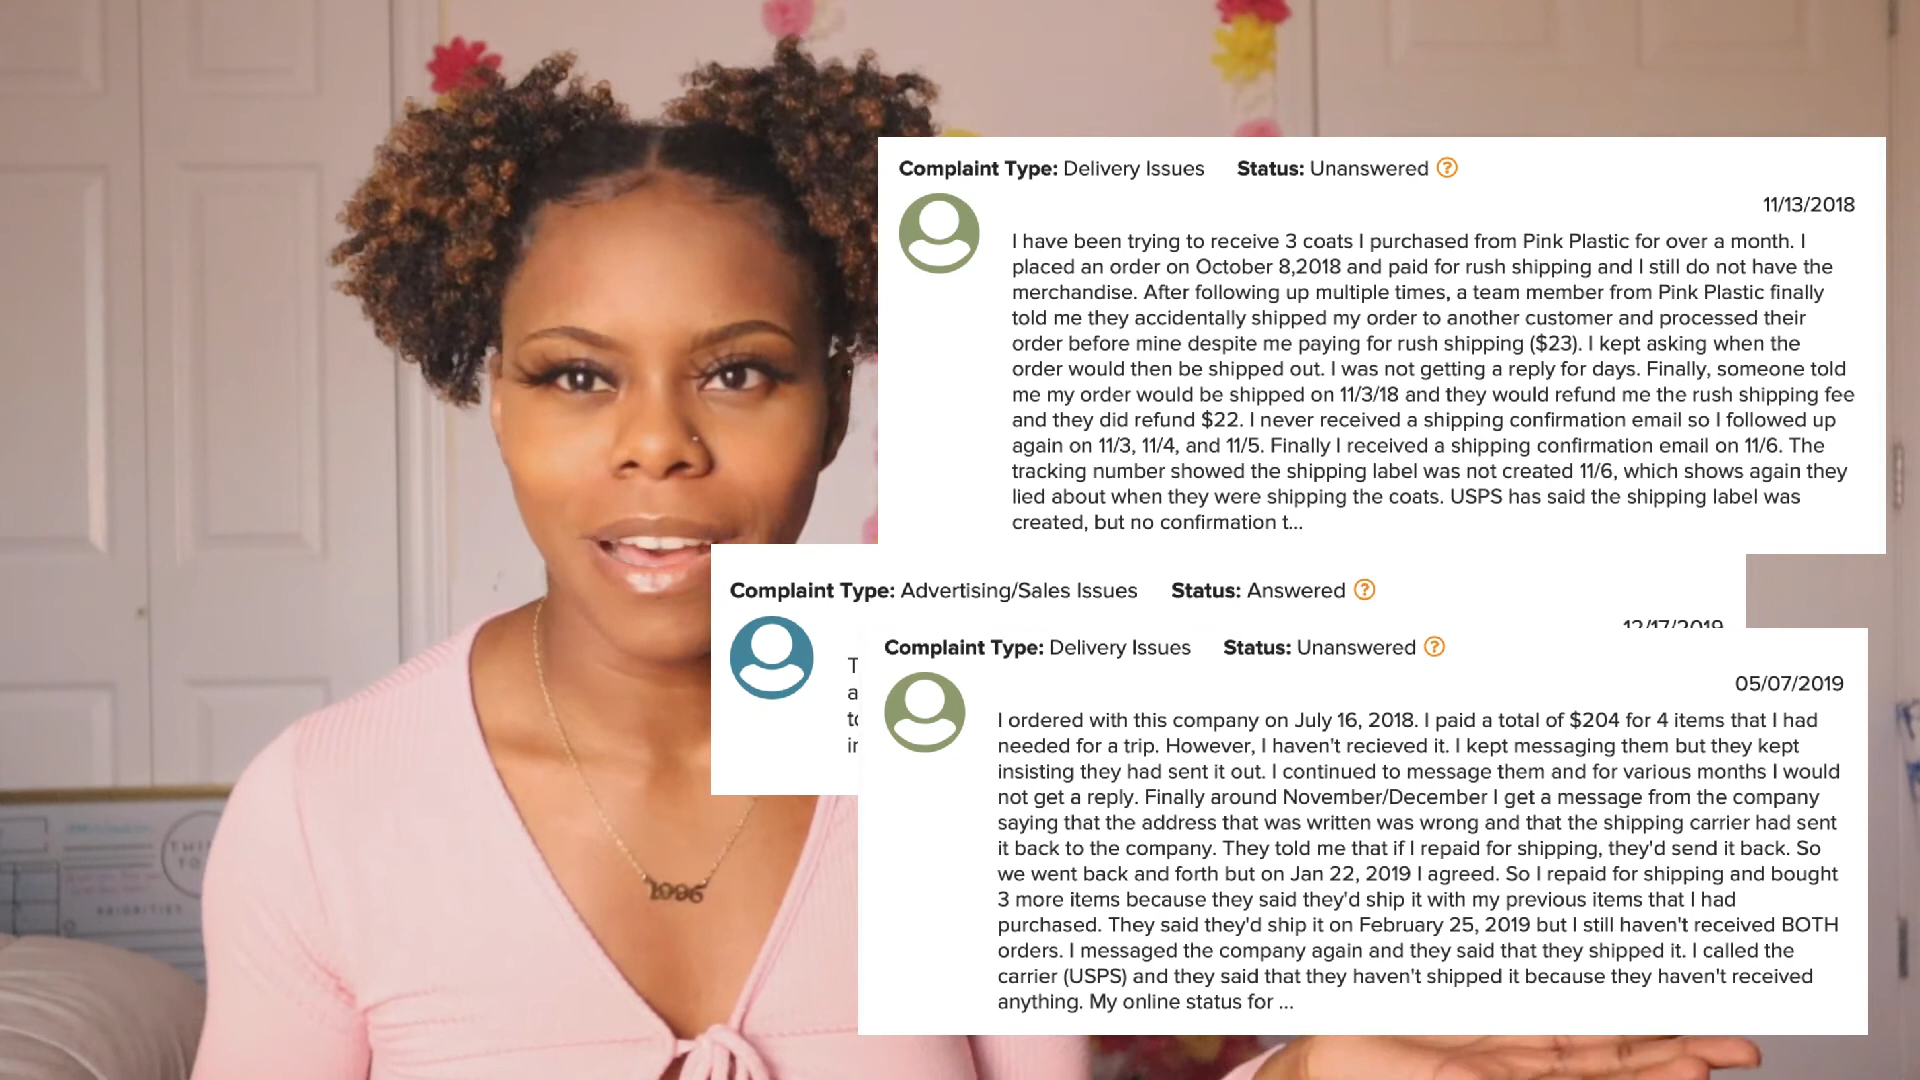 Complaint Type: Delivery Issues Status: Unanswered ?
11/13/2018
I have been trying to receive 3 coats I purchased from Pink Plastic for over a month. I
placed an order on October 8,2018 and paid for rush shipping and I still do not have the
merchandise. After following up multiple times, a team member from Pink Plastic finally
told me they accidentally shipped my order to another customer and processed their
order before mine despite me paying for rush shipping ($23). I kept asking when the
order would then be shipped out. I was not getting a reply for days. Finally, someone told
me my order would be shipped on 11/3/18 and they would refund me the rush shipping fee
and they did refund $22. I never received a shipping confirmation email so I followed up
again on 11/3, 11/4, and 11/5. Finally I received a shipping confirmation email on 11/6. The
tracking number showed the shipping label was not created 11/6, which shows again they
lied about when they were shipping the coats. USPS has said the shipping label was
created, but no confirmation t...
Complaint Type: Advertising/Sales Issues Status: Answered ?
12/17/2019
Complaint Type: Delivery Issues Status: Unanswered ?
05/07/2019
I ordered with this company on July 16, 2018. I paid a total of $204 for 4 items that I had
needed for a trip. However, I haven't recieved it. I kept messaging them but they kept
insisting they had sent it out. I continued to message them and for various months I would
not get a reply. Finally around November/December I get a message from the company
saying that the address that was written was wrong and that the shipping carrier had sent
it back to the company. They told me that if I repaid for shipping, they'd send it back. So
we went back and forth but on Jan 22, 2019 I agreed. So I repaid for shipping and bought
3 more items because they said they'd ship it with my previous items that I had
purchased. They said they'd ship it on February 25, 2019 but I still haven't received BOTH
orders. I messaged the company again and they said that they shipped it. I called the
carrier (USPS) and they said that they haven't shipped it because they haven't received
anything. My online status for ...
1996
PRIORITIES